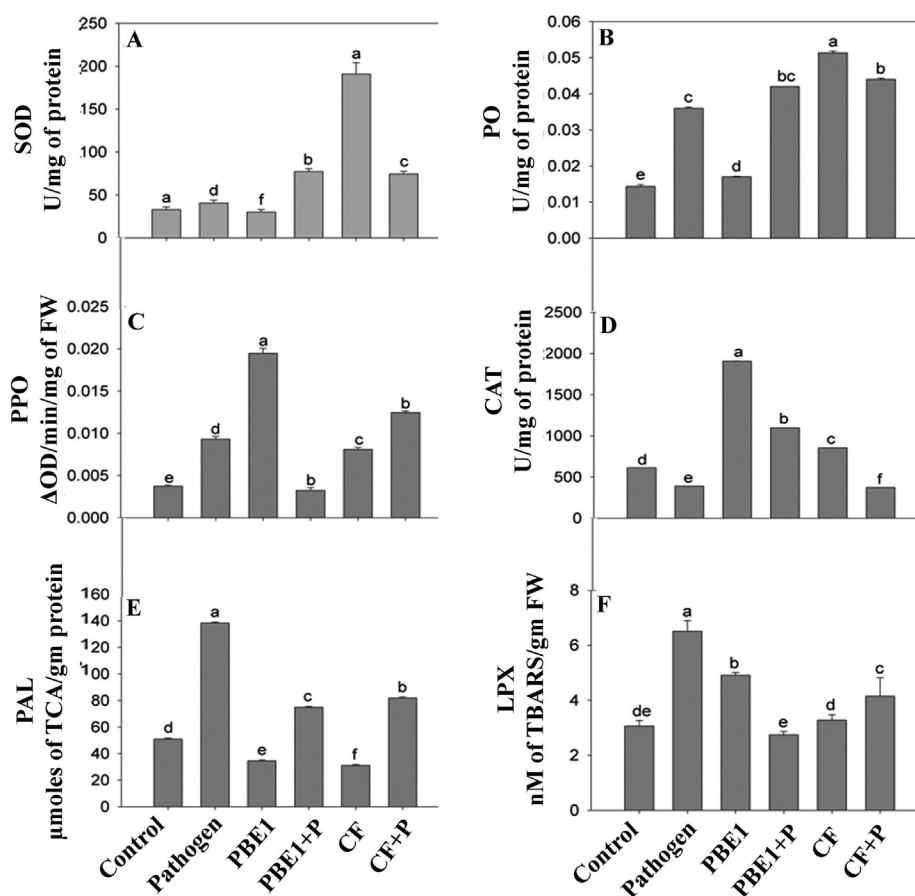 A
SOD
U/mg of protein
250
200
150
100
50
0
a
d
f
b
a
c
B
PO
U/mg of protein
0.06
0.05
0.04
0.03
0.02
0.01
0.00
e
c
d
bc
a
b
C
PPO
ΔOD/min/mg of FW
0.025
0.020
0.015
0.010
0.005
0.000
e
d
a
b
c
b
D
CAT
U/mg of protein
2500
2000
1500
1000
500
0
d
e
a
b
c
f
E
PAL
µmoles of TCA/gm protein
160
140
120
100
80
60
40
20
0
d
a
e
c
f
b
Control
Pathogen
PBE1
PBE1+P
CF
CF+P
F
LPX
nM of TBARS/gm FW
8
6
4
2
0
de
a
b
e
d
c
Control
Pathogen
PBE1
PBE1+P
CF
CF+P